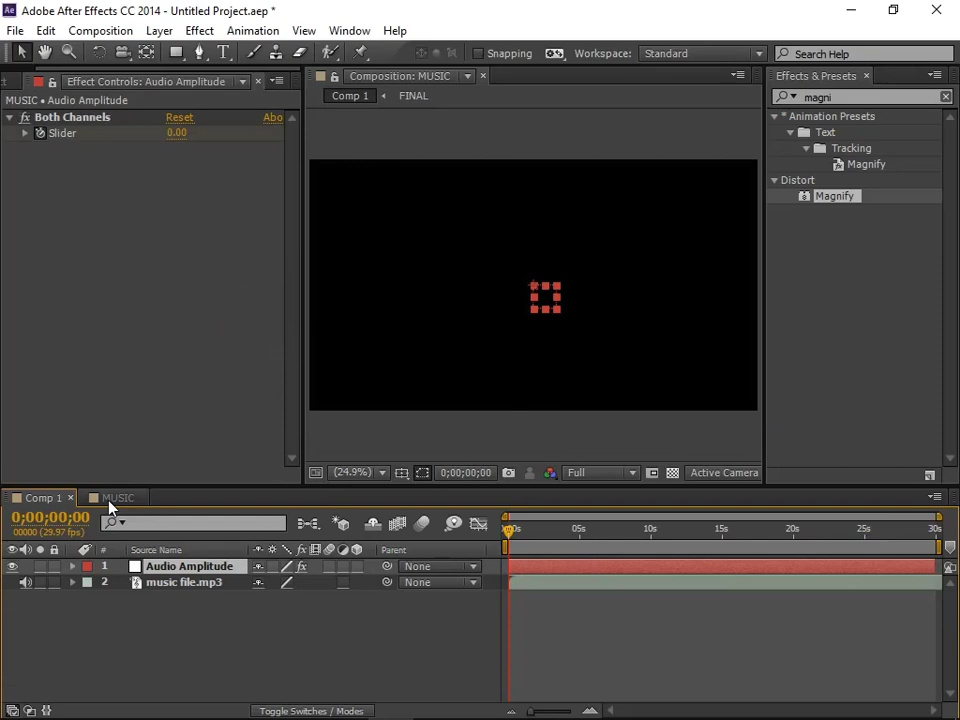 Adobe After Effects CC 2014 - Untitled Project.aep *
File Edit Composition Layer Effect Animation View Window Help
Snapping Workspace: Standard Search Help
Effect Controls: Audio Amplitude
MUSIC • Audio Amplitude
fx Both Channels Reset Abo
Slider 0.00
Composition: MUSIC
Comp 1 FINAL
(24.9%) 0;00;00;00 Full Active Camera
Effects & Presets
magni
* Animation Presets
Text
Tracking
Magnify
Distort
Magnify
Comp 1 MUSIC
0;00;00;00
00000 (29.97 fps)
05s 10s 15s 20s 25s 30s
# Source Name fx Parent
1 Audio Amplitude fx None
2 music file.mp3 None
Toggle Switches / Modes